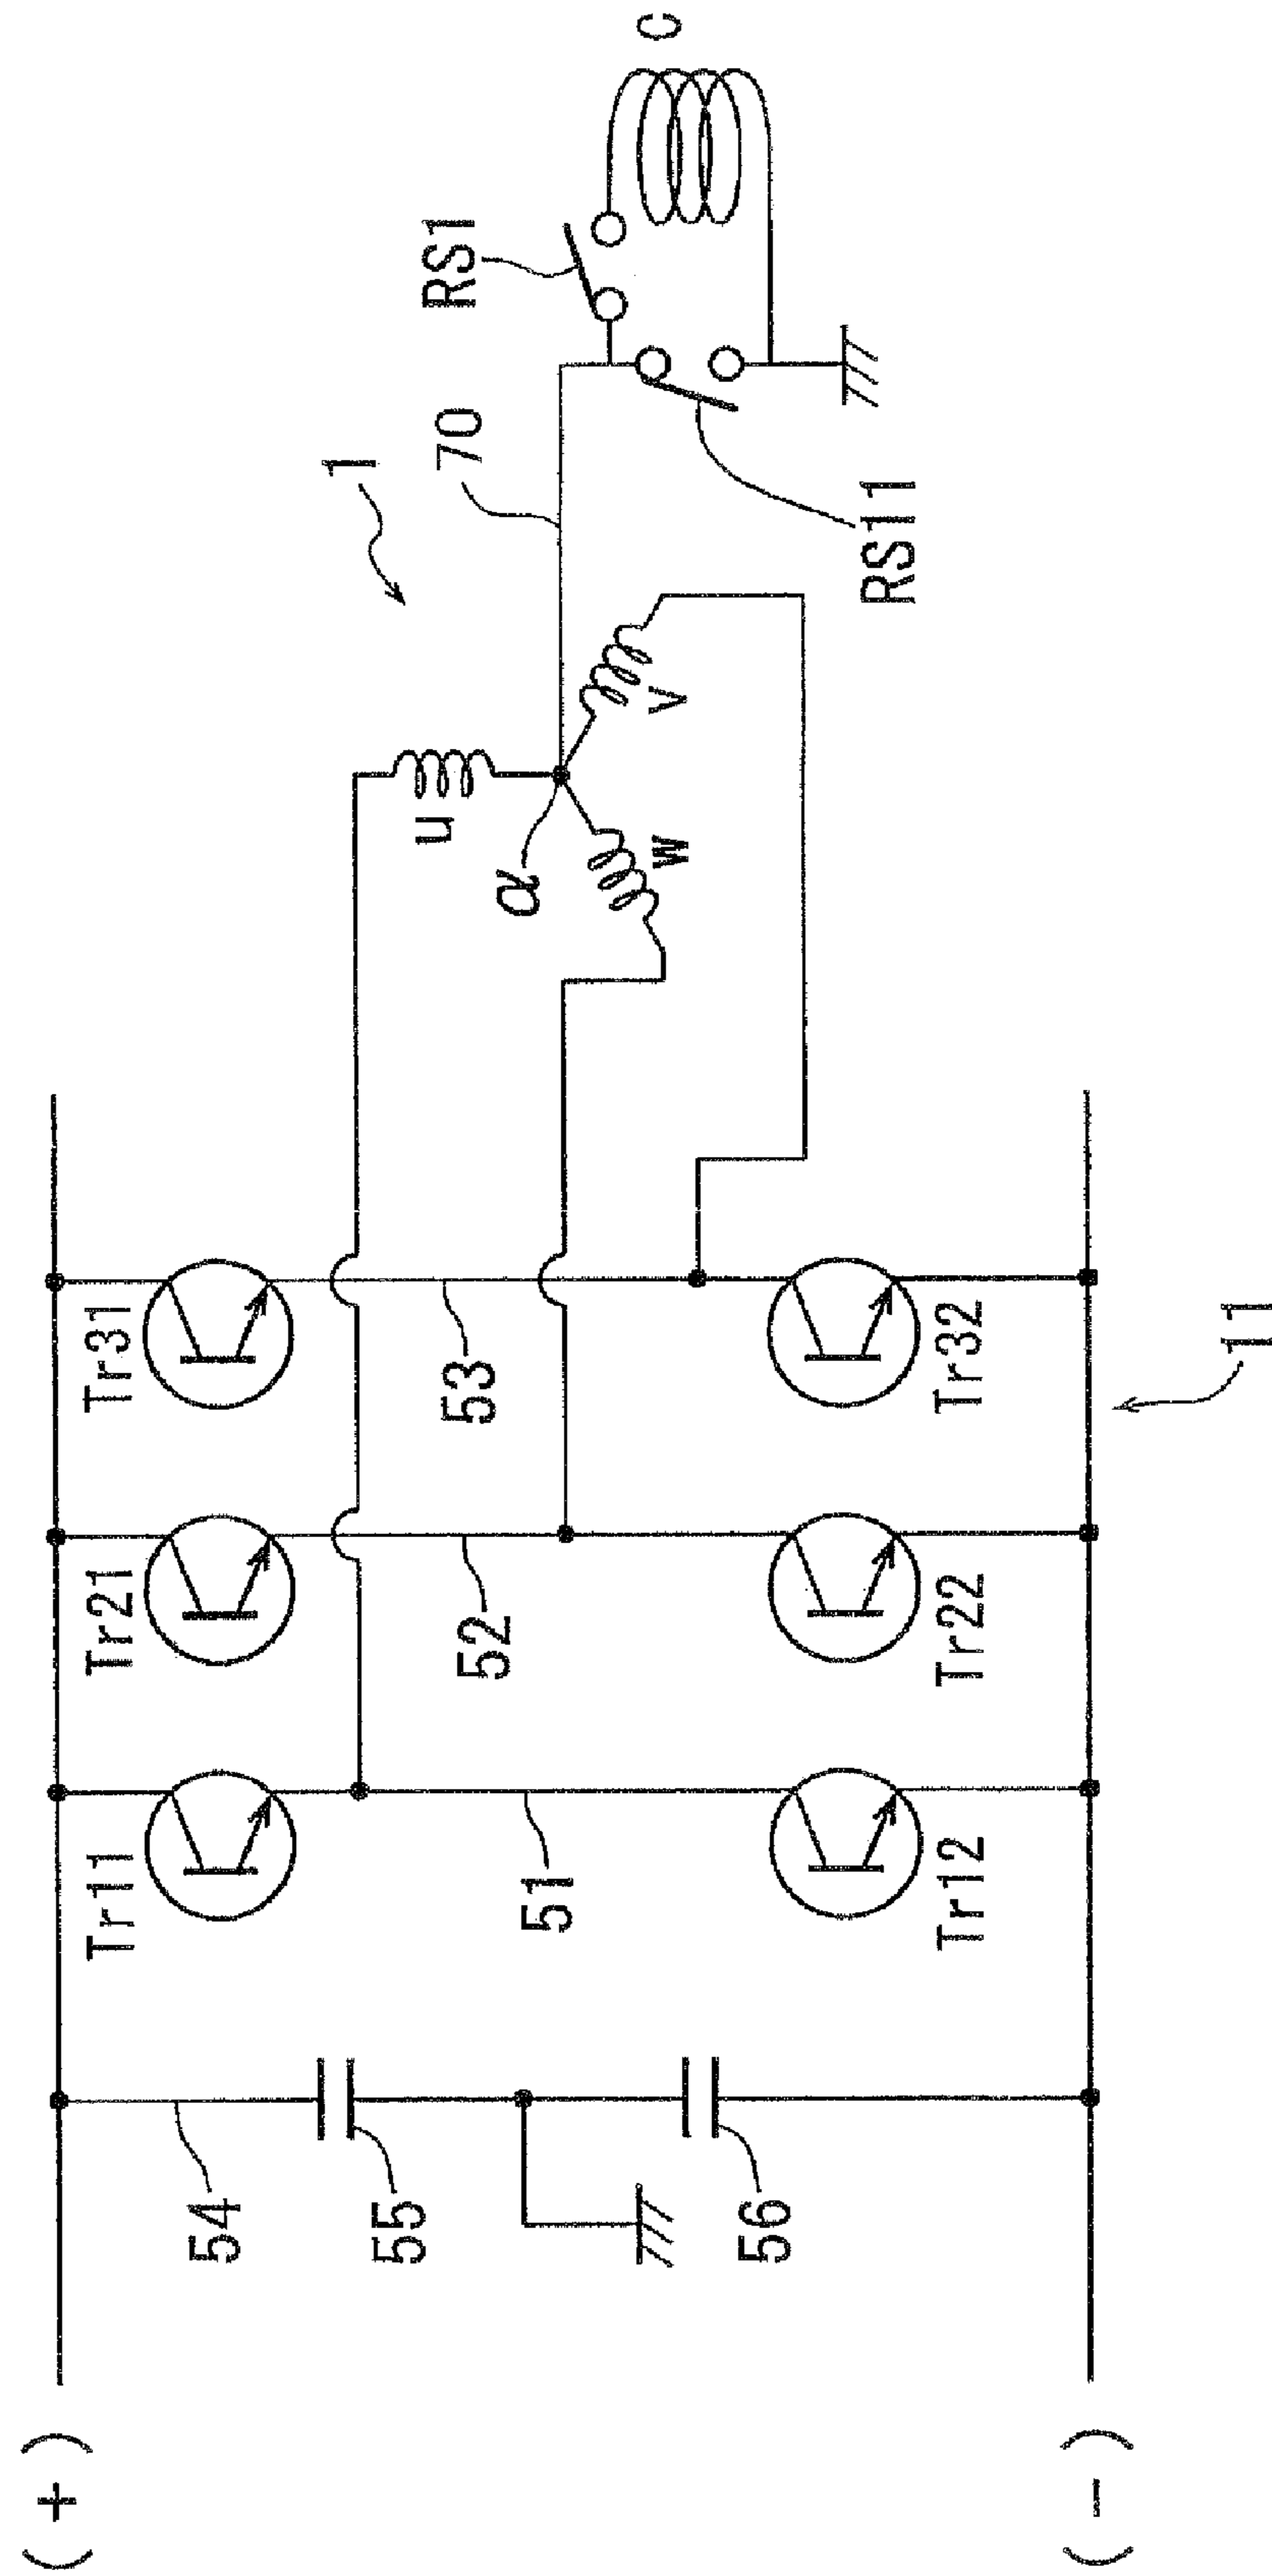 (+)
(-)
54
55
56
Tr11
Tr12
51
Tr21
Tr22
52
Tr31
Tr32
53
11
u
α
w
v
1
70
RS1
RS11
C